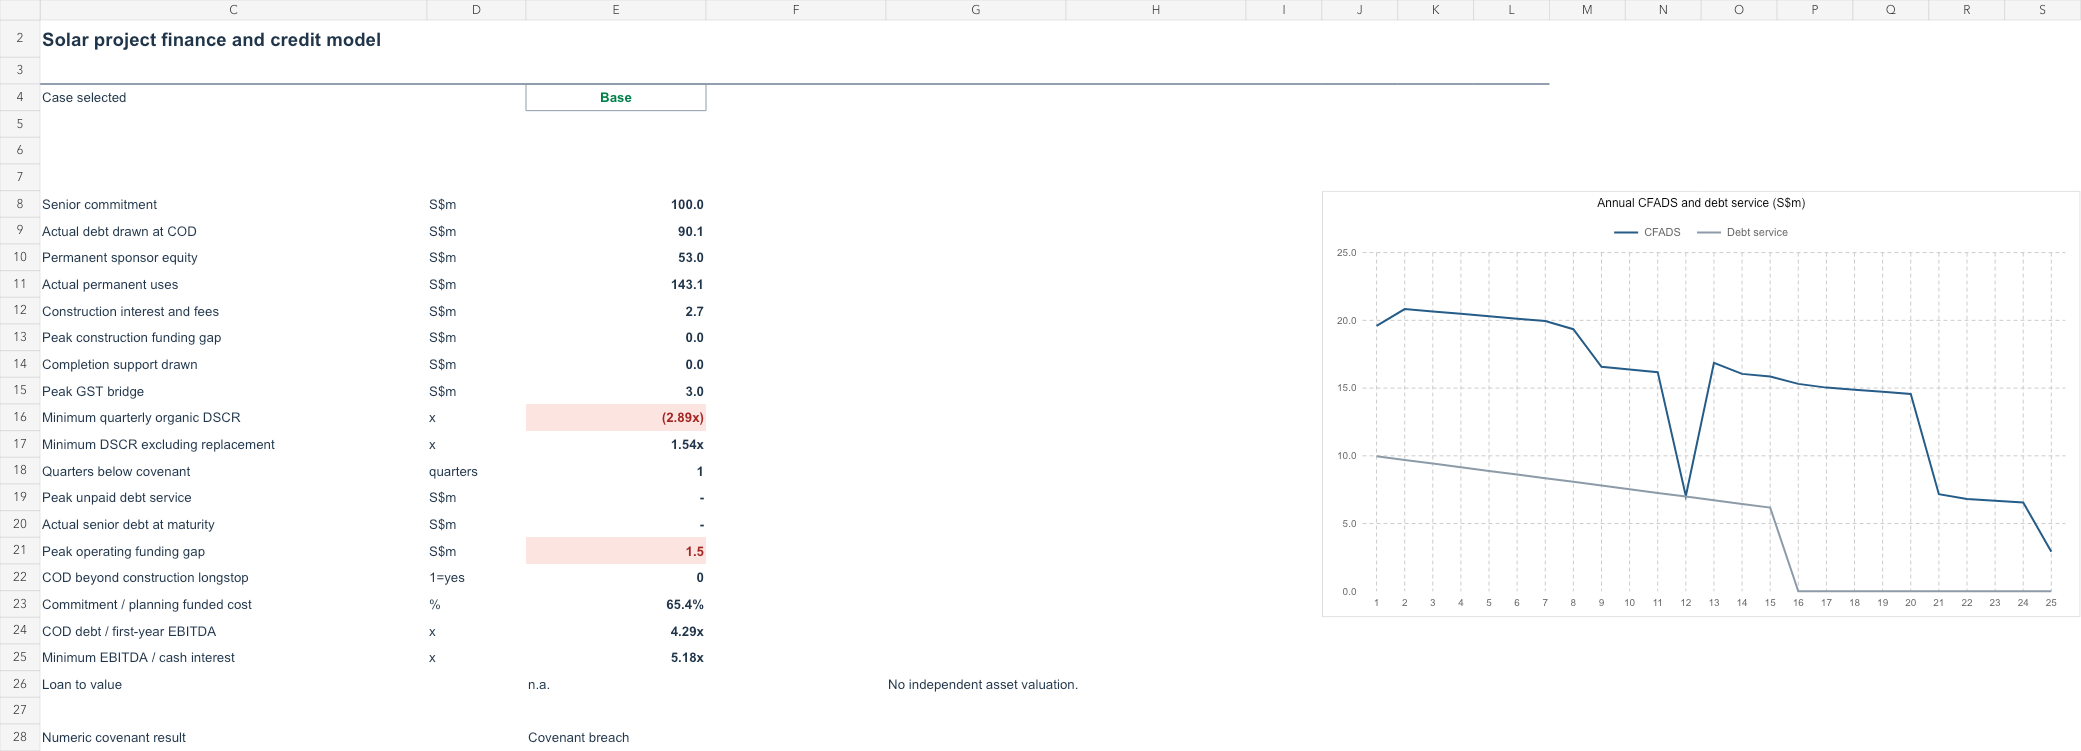 C D E F G H I J K L M N O P Q R S
2 Solar project finance and credit model
3
4 Case selected Base
5
6
7
8 Senior commitment S$m 100.0
9 Actual debt drawn at COD S$m 90.1
10 Permanent sponsor equity S$m 53.0
11 Actual permanent uses S$m 143.1
12 Construction interest and fees S$m 2.7
13 Peak construction funding gap S$m 0.0
14 Completion support drawn S$m 0.0
15 Peak GST bridge S$m 3.0
16 Minimum quarterly organic DSCR x (2.89x)
17 Minimum DSCR excluding replacement x 1.54x
18 Quarters below covenant quarters 1
19 Peak unpaid debt service S$m -
20 Actual senior debt at maturity S$m -
21 Peak operating funding gap S$m 1.5
22 COD beyond construction longstop 1=yes 0
23 Commitment / planning funded cost % 65.4%
24 COD debt / first-year EBITDA x 4.29x
25 Minimum EBITDA / cash interest x 5.18x
26 Loan to value n.a. No independent asset valuation.
27
28 Numeric covenant result Covenant breach
Annual CFADS and debt service (S$m)
CFADS Debt service
25.0
20.0
15.0
10.0
5.0
0.0
1 2 3 4 5 6 7 8 9 10 11 12 13 14 15 16 17 18 19 20 21 22 23 24 25